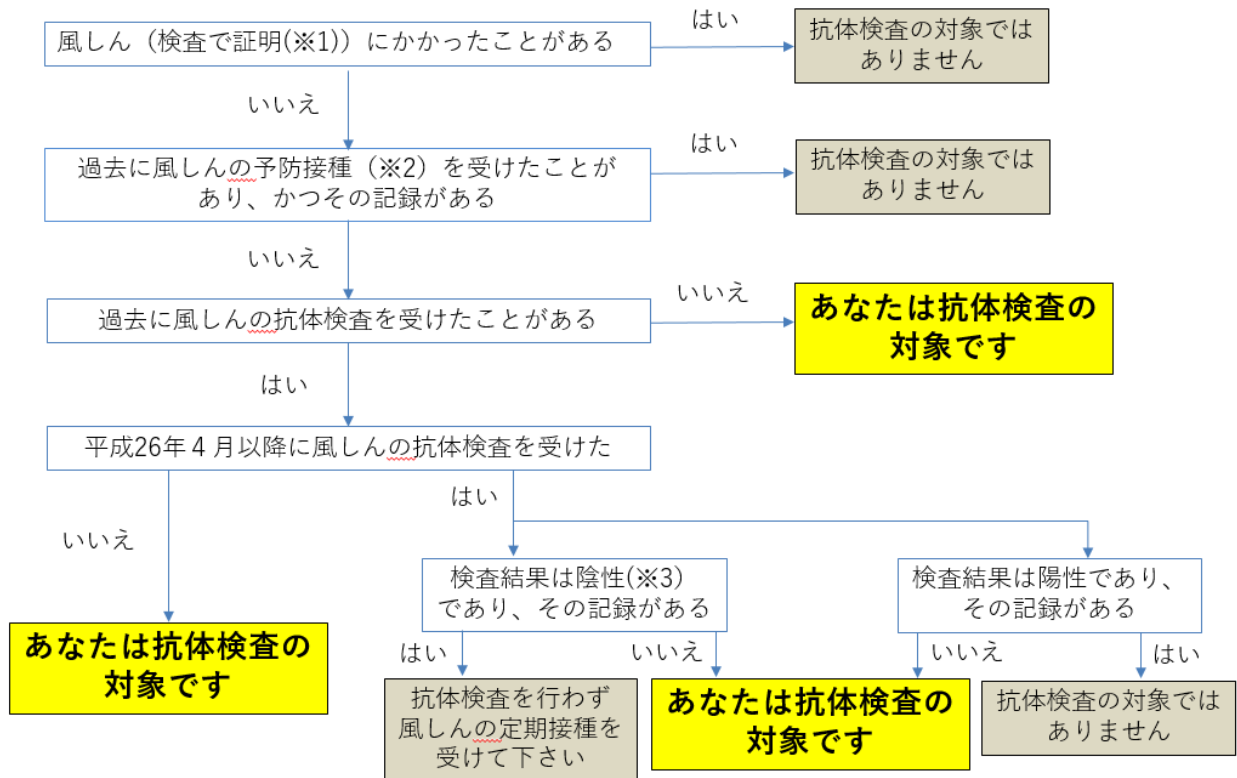 風しん（検査で証明(※1)）にかかったことがある
はい
抗体検査の対象では
ありません
いいえ
過去に風しんの予防接種（※2）を受けたことが
あり、かつその記録がある
はい
抗体検査の対象では
ありません
いいえ
過去に風しんの抗体検査を受けたことがある
いいえ
あなたは抗体検査の
対象です
はい
平成26年４月以降に風しんの抗体検査を受けた
いいえ
はい
あなたは抗体検査の
対象です
検査結果は陰性(※3）
であり、その記録がある
検査結果は陽性であり、
その記録がある
はい
いいえ
いいえ
はい
抗体検査を行わず
風しんの定期接種を
受けて下さい
あなたは抗体検査の
対象です
抗体検査の対象では
ありません